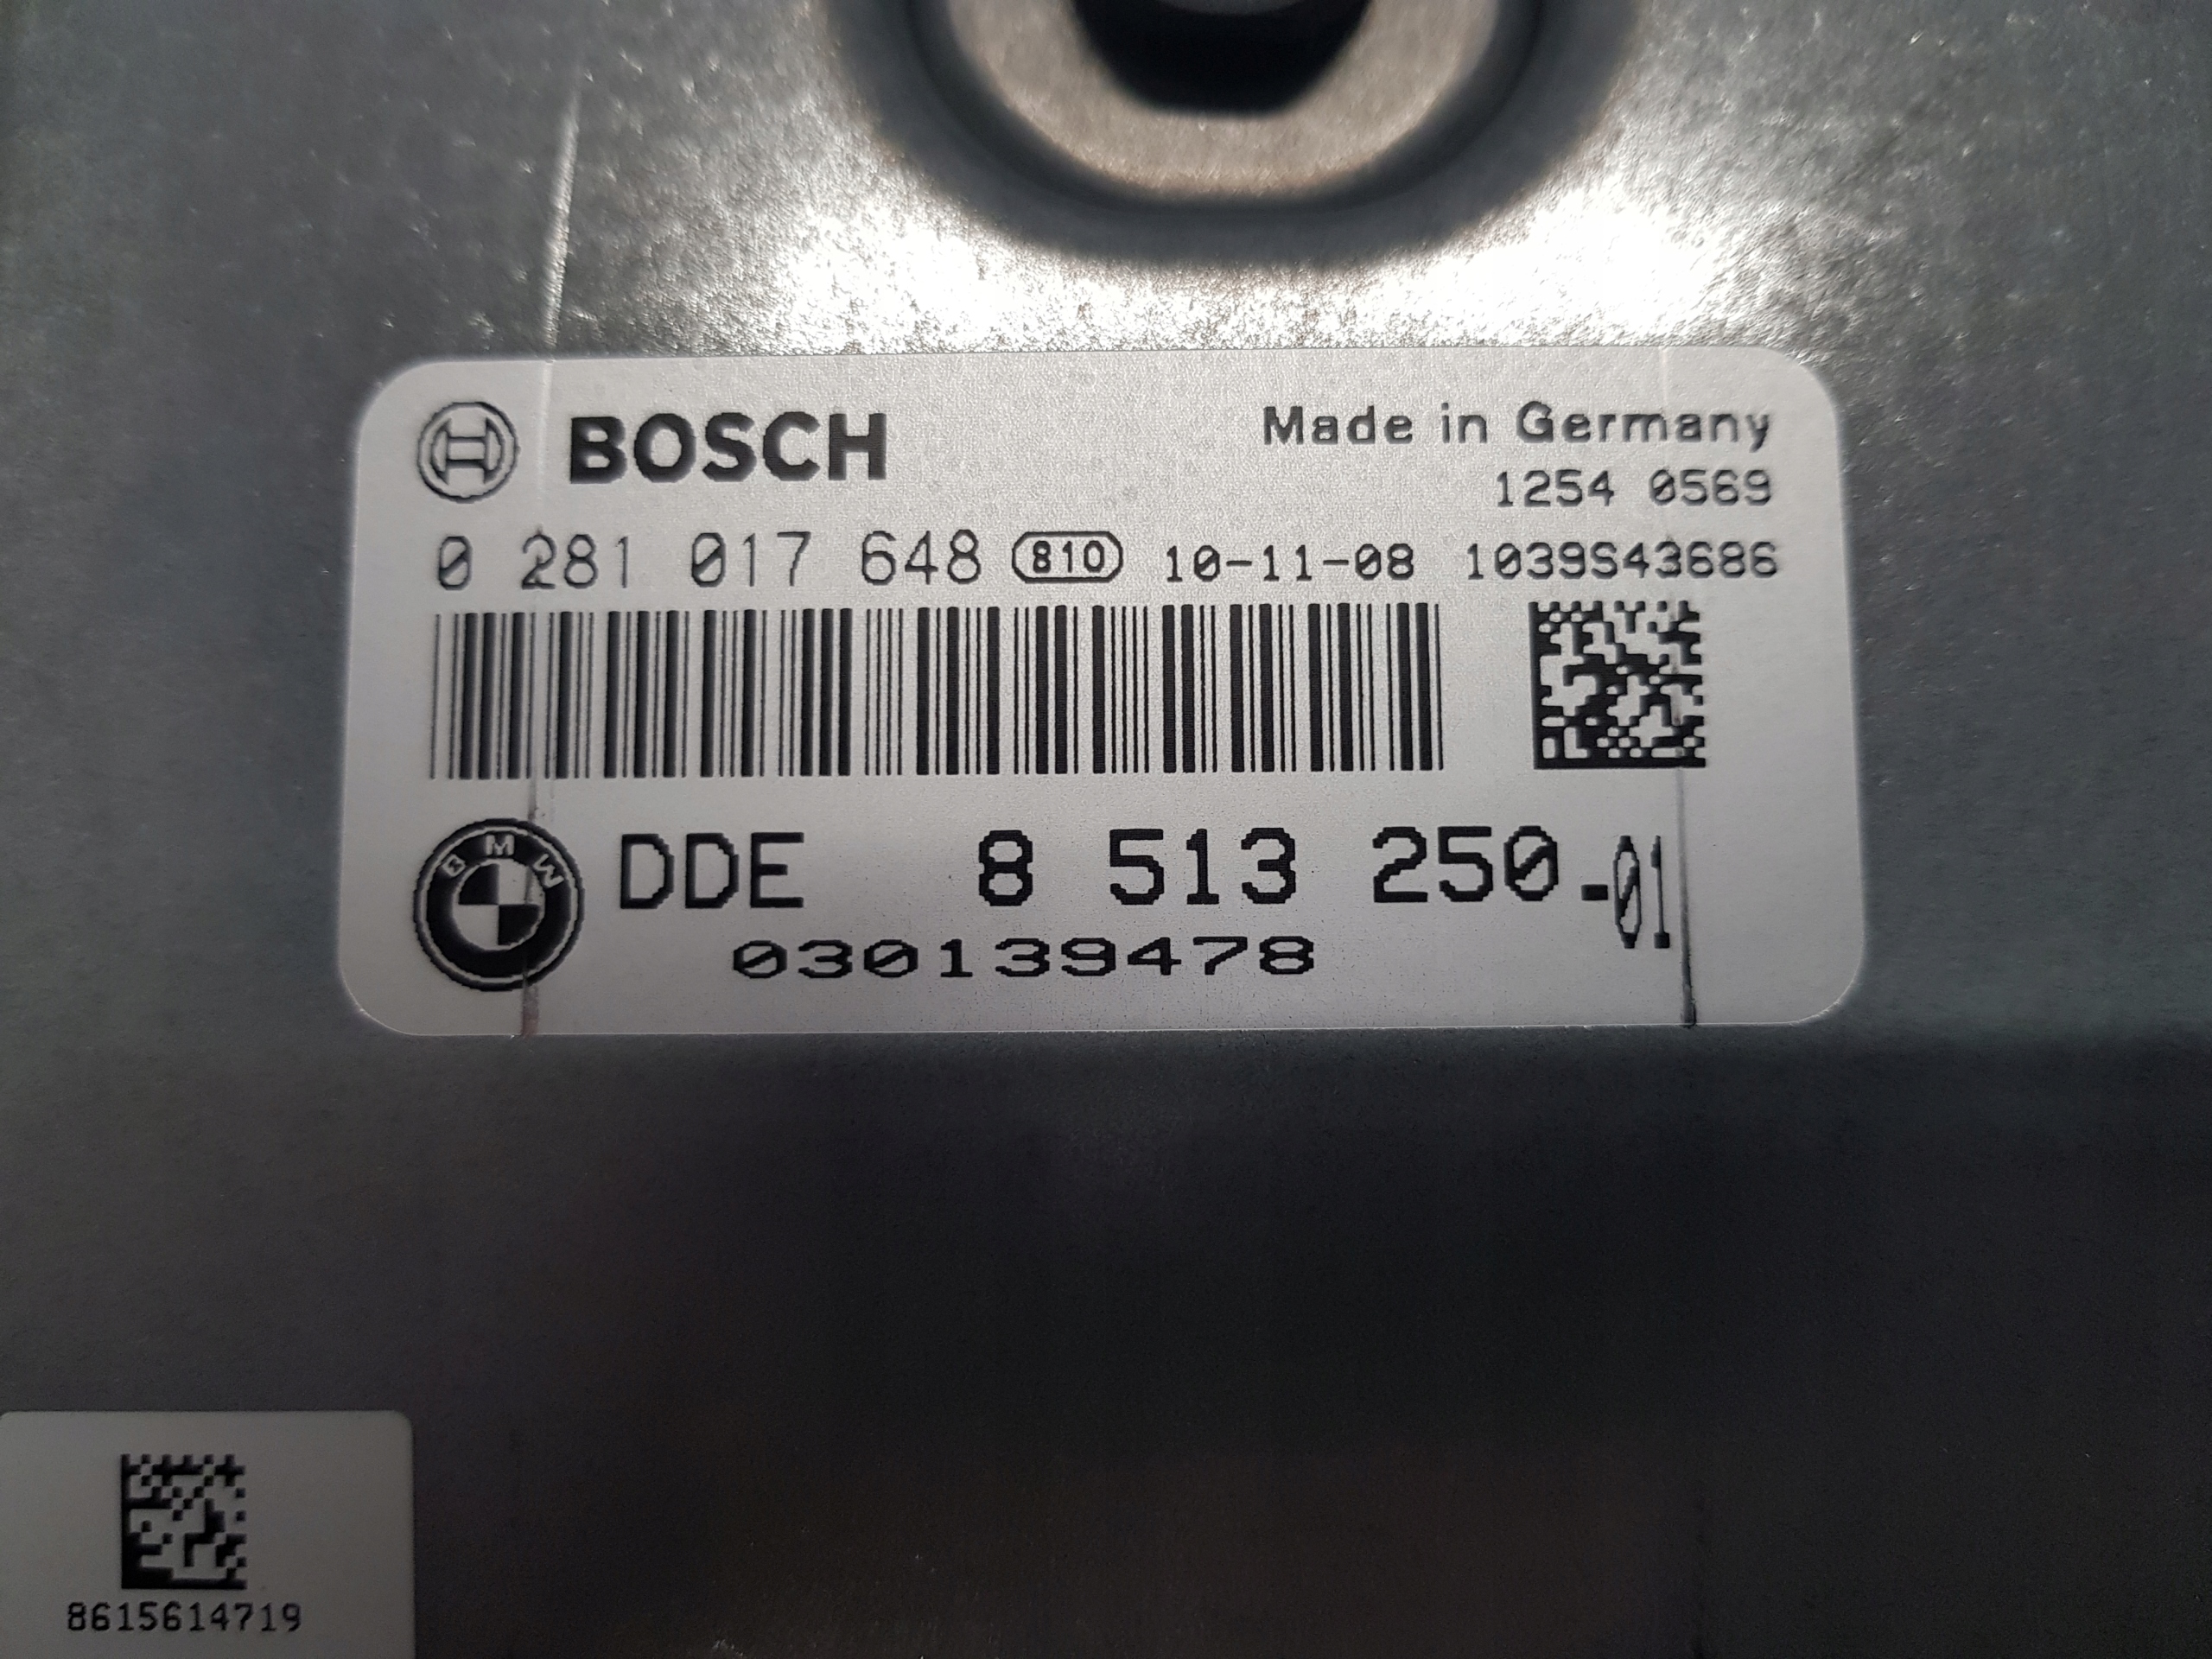 BOSCH
Made in Germany
1254 0569
0 281 017 648 810 10-11-08 1039S43686
BMW
DDE 8 513 250.-01
030139478
8615614719